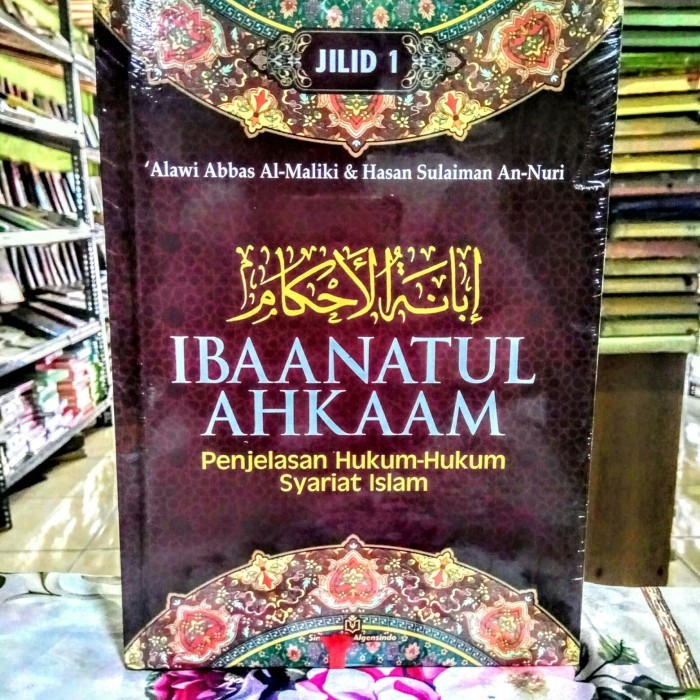 JILID 1
‘Alawi Abbas Al-Maliki & Hasan Sulaiman An-Nuri
إبانة الأحكام
IBAANATUL
AHKAAM
Penjelasan Hukum-Hukum
Syariat Islam
Algensindo